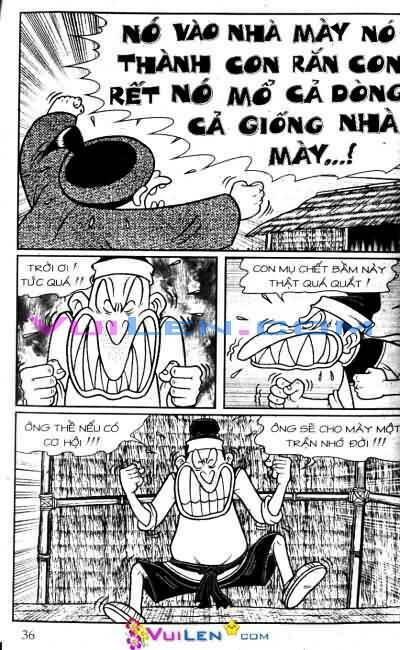 NÓ VÀO NHÀ MÀY NÓ
THÀNH CON RẮN CON
RẾT NÓ MỔ CẢ DÒNG
CẢ GIỐNG NHÀ
MÀY...!
TRỜI ƠI !
TỨC QUÁ !!
CON MỤ CHẾT BẦM NÀY
THẬT QUÁ QUẮT !
VUILEN.COM
ÔNG THỀ NẾU CÓ
CƠ HỘI !!!
ÔNG SẼ CHO MÀY MỘT
TRẬN NHỚ ĐỜI !!!
36
VUILEN.COM